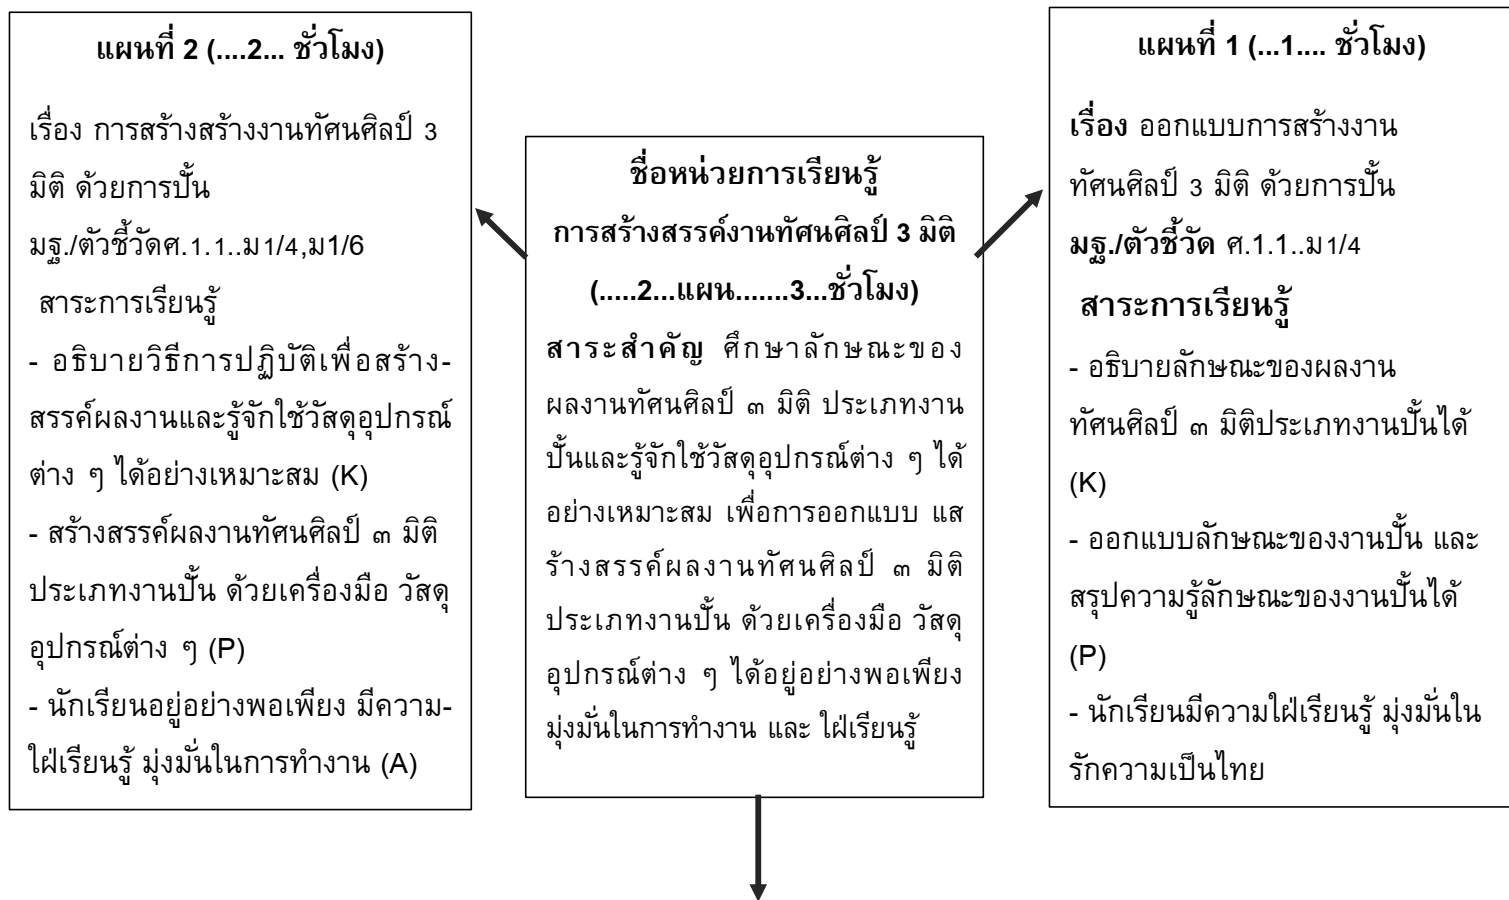 แผนที่ 2 (....2... ชั่วโมง)
เรื่อง การสร้างสร้างงานทัศนศิลป์ 3
มิติ ด้วยการปั้น
มฐ./ตัวชี้วัดศ.1.1..ม1/4,ม1/6
สาระการเรียนรู้
- อธิบายวิธีการปฏิบัติเพื่อสร้าง-
สรรค์ผลงานและรู้จักใช้วัสดุอุปกรณ์
ต่าง ๆ ได้อย่างเหมาะสม (K)
- สร้างสรรค์ผลงานทัศนศิลป์ ๓ มิติ
ประเภทงานปั้น ด้วยเครื่องมือ วัสดุ
อุปกรณ์ต่าง ๆ (P)
- นักเรียนอยู่อย่างพอเพียง มีความ-
ใฝ่เรียนรู้ มุ่งมั่นในการทำงาน (A)
ชื่อหน่วยการเรียนรู้
การสร้างสรรค์งานทัศนศิลป์ 3 มิติ
(.....2...แผน.......3...ชั่วโมง)
สาระสำคัญ ศึกษาลักษณะของ
ผลงานทัศนศิลป์ ๓ มิติ ประเภทงาน
ปั้นและรู้จักใช้วัสดุอุปกรณ์ต่าง ๆ ได้
อย่างเหมาะสม เพื่อการออกแบบ แส
ร้างสรรค์ผลงานทัศนศิลป์ ๓ มิติ
ประเภทงานปั้น ด้วยเครื่องมือ วัสดุ
อุปกรณ์ต่าง ๆ ได้อยู่อย่างพอเพียง
มุ่งมั่นในการทำงาน และ ใฝ่เรียนรู้
แผนที่ 1 (...1.... ชั่วโมง)
เรื่อง ออกแบบการสร้างงาน
ทัศนศิลป์ 3 มิติ ด้วยการปั้น
มฐ./ตัวชี้วัด ศ.1.1..ม1/4
สาระการเรียนรู้
- อธิบายลักษณะของผลงาน
ทัศนศิลป์ ๓ มิติประเภทงานปั้นได้
(K)
- ออกแบบลักษณะของงานปั้น และ
สรุปความรู้ลักษณะของงานปั้นได้
(P)
- นักเรียนมีความใฝ่เรียนรู้ มุ่งมั่นใน
รักความเป็นไทย